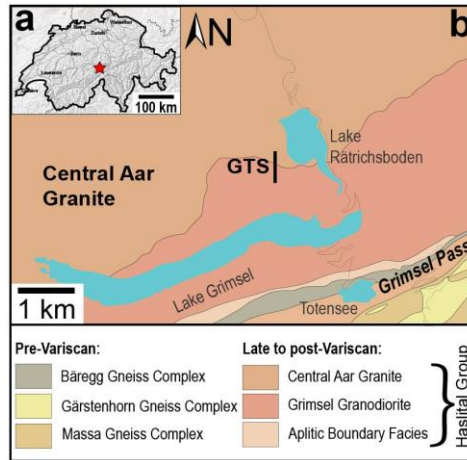 a
N
b
100 km
Central Aar
Granite
GTS
Lake
Rätrichsboden
Lake Grimsel
Grimsel Pass
Totensee
1 km
Pre-Variscan:
Bäregg Gneiss Complex
Gärstenhorn Gneiss Complex
Massa Gneiss Complex
Late to post-Variscan:
Central Aar Granite
Grimsel Granodiorite
Aplitic Boundary Facies
Haslital Group